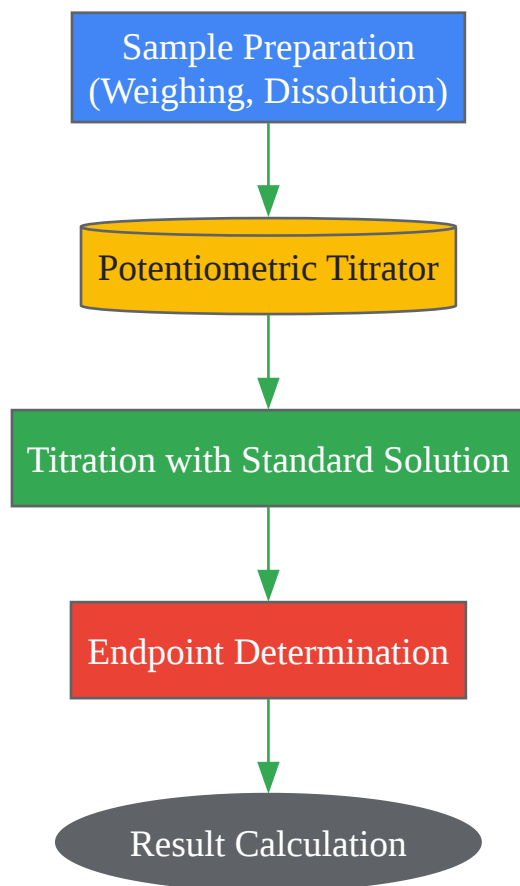 Sample Preparation
(Weighing, Dissolution)
Potentiometric Titrator
Titration with Standard Solution
Endpoint Determination
Result Calculation